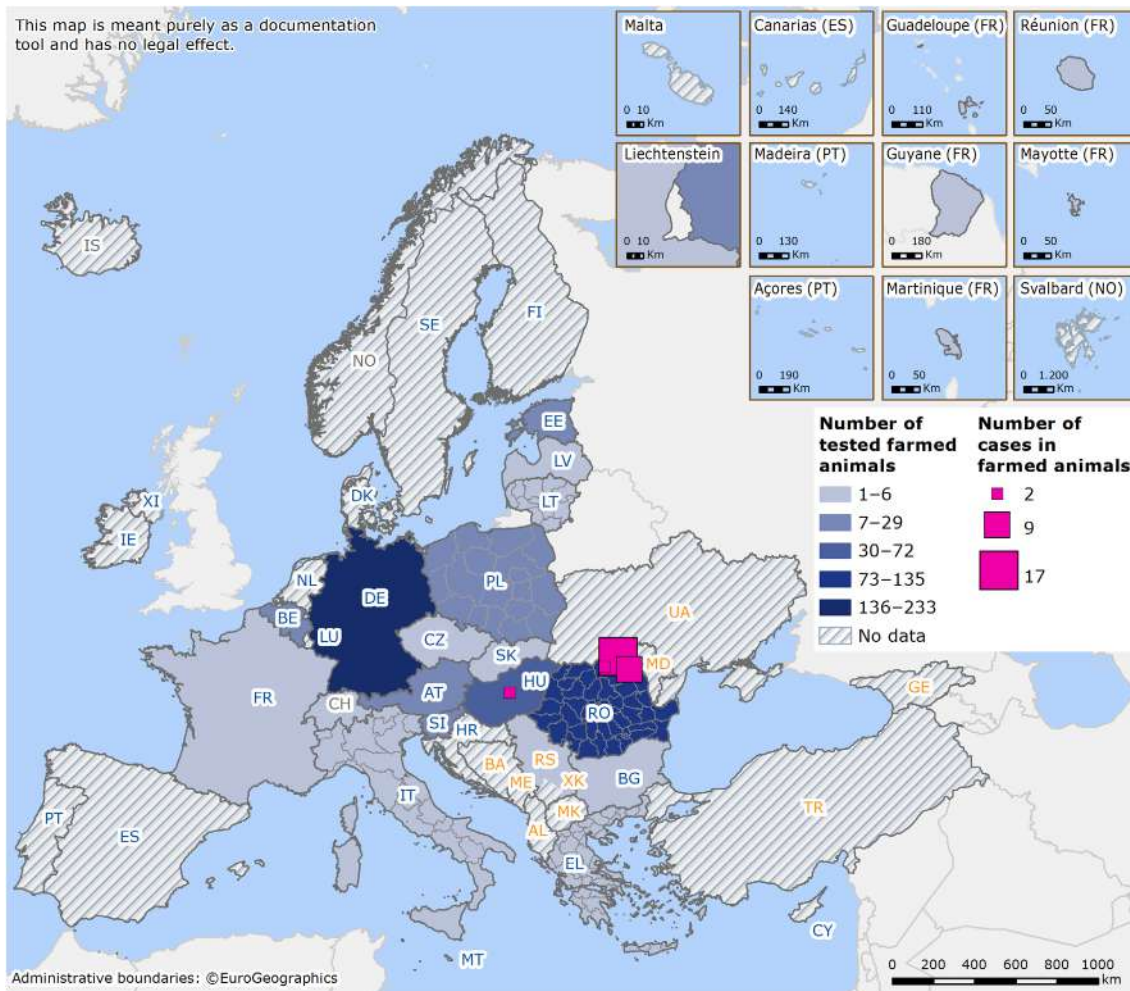 This map is meant purely as a documentation
tool and has no legal effect.
Malta
0 10
Km
Canarias (ES)
0 140
Km
Guadeloupe (FR)
0 110
Km
Réunion (FR)
0 50
Km
Liechtenstein
0 10
Km
Madeira (PT)
0 130
Km
Guyane (FR)
0 180
Km
Mayotte (FR)
0 50
Km
Açores (PT)
0 190
Km
Martinique (FR)
0 50
Km
Svalbard (NO)
0 1.200
Km
Number of
tested farmed
animals
1–6
7–29
30–72
73–135
136–233
No data
Number of
cases in
farmed animals
2
9
17
IS
NO
SE
FI
EE
LV
LT
DK
XI
IE
NL
BE
LU
DE
PL
CZ
SK
UA
MD
FR
CH
AT
HU
RO
SI
HR
BA
RS
ME
XK
BG
MK
AL
IT
EL
PT
ES
GE
TR
MT
CY
Administrative boundaries: ©EuroGeographics
0 200 400 600 800 1000
km